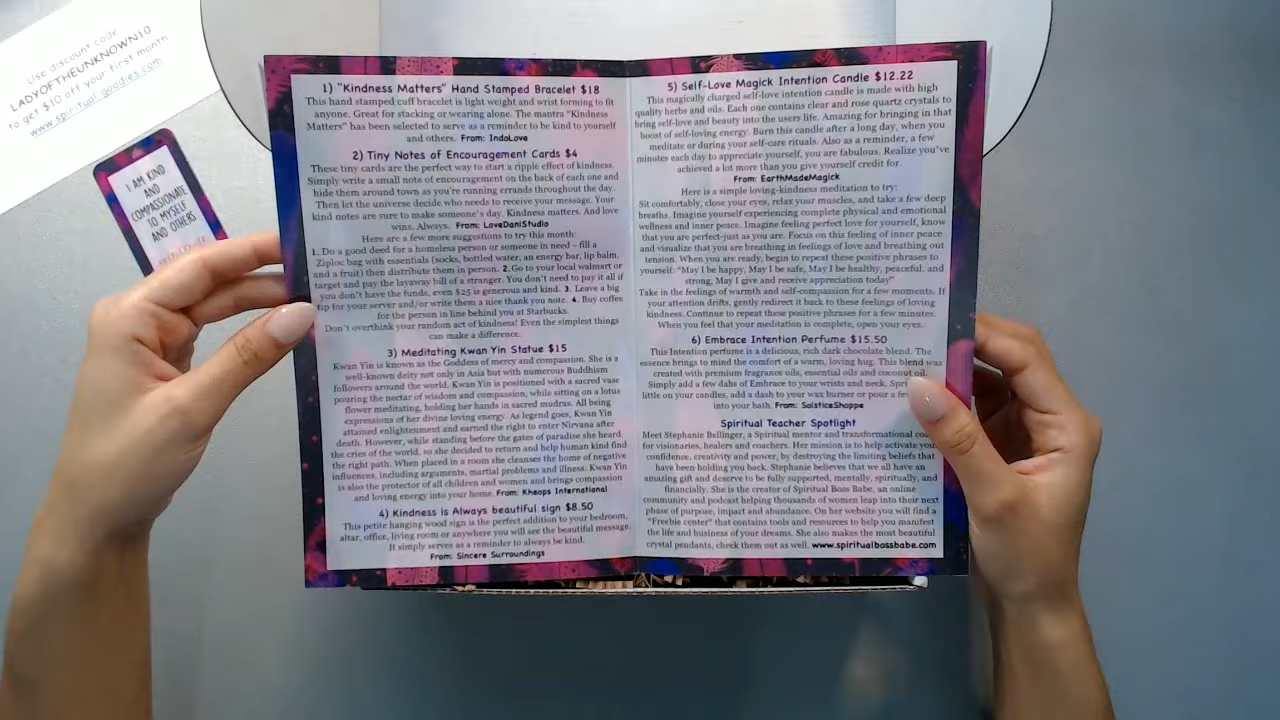 Use discount code
LADYOFTHEUNKNOWN10
to get $10 off your first month
www.spiritualgoodies.com
I AM KIND
AND
COMPASSIONATE
TO MYSELF
AND OTHERS
1) "Kindness Matters" Hand Stamped Bracelet $18
This hand stamped cuff bracelet is light weight and wrist forming to fit
anyone. Great for stacking or wearing alone. The mantra "Kindness
Matters" has been selected to serve as a reminder to be kind to yourself
and others. From: IndoLove
2) Tiny Notes of Encouragement Cards $4
These tiny cards are the perfect way to start a ripple effect of kindness.
Simply write a small note of encouragement on the back of each one and
hide them around town as you're running errands throughout the day.
Then let the universe decide who needs to receive your message. Your
kind notes are sure to make someone's day. Kindness matters. And love
wins. Always. From: LoveDaniStudio
Here are a few more suggestions to try this month:
1. Do a good deed for a homeless person or someone in need – fill a
Ziploc bag with essentials (socks, bottled water, an energy bar, lip balm,
and a fruit) then distribute them in person. 2.Go to your local walmart or
target and pay the layaway bill of a stranger. You don't need to pay it all if
you don't have the funds, even $25 is generous and kind. 3. Leave a big
tip for your server and/or write them a nice thank you note. 4. Buy coffee
for the person in line behind you at Starbucks.
Don't overthink your random act of kindness! Even the simplest things
can make a difference.
3) Meditating Kwan Yin Statue $15
Kwan Yin is known as the Goddess of mercy and compassion. She is a
well-known deity not only in Asia but with numerous Buddhism
followers around the world. Kwan Yin is positioned with a sacred vase
pouring the nectar of wisdom and compassion, while sitting on a lotus
flower meditating, holding her hands in sacred mudras. All being
expressions of her divine loving energy. As legend goes, Kwan Yin
attained enlightenment and earned the right to enter Nirvana after
death. However, while standing before the gates of paradise she heard
the cries of the world, so she decided to return and help human kind find
the right path. When placed in a room she cleanses the home of negative
influences, including arguments, martial problems and illness. Kwan Yin
is also the protector of all children and women and brings compassion
and loving energy into your home. From: Kheops International
4) Kindness is Always beautiful sign $8.50
This petite hanging wood sign is the perfect addition to your bedroom,
altar, office, living room or anywhere you will see the beautiful message.
It simply serves as a reminder to always be kind.
From: Sincere Surroundings
5) Self-Love Magick Intention Candle $12.22
This magically charged self-love intention candle is made with high
quality herbs and oils. Each one contains clear and rose quartz crystals to
bring self-love and beauty into the users life. Amazing for bringing in that
boost of self-loving energy. Burn this candle after a long day, when you
meditate or during your self-care rituals. Also as a reminder, a few
minutes each day to appreciate yourself, you are fabulous. Realize you've
achieved a lot more than you give yourself credit for.
From: EarthMadeMagick
Here is a simple loving-kindness meditation to try:
Sit comfortably, close your eyes, relax your muscles, and take a few deep
breaths. Imagine yourself experiencing complete physical and emotional
wellness and inner peace. Imagine feeling perfect love for yourself, know
that you are perfect-just as you are. Focus on this feeling of inner peace
and visualize that you are breathing in feelings of love and breathing out
tension. When you are ready, begin to repeat these positive phrases to
yourself: "May I be happy, May I be safe, May I be healthy, peaceful, and
strong, May I give and receive appreciation today"
Take in the feelings of warmth and self-compassion for a few moments. If
your attention drifts, gently redirect it back to these feelings of loving
kindness. Continue to repeat these positive phrases for a few minutes.
When you feel that your meditation is complete, open your eyes.
6) Embrace Intention Perfume $15.50
This Intention perfume is a delicious, rich dark chocolate blend. The
essence brings to mind the comfort of a warm, loving hug. This blend was
created with premium fragrance oils, essential oils and coconut oil.
Simply add a few dabs of Embrace to your wrists and neck.
little on your candles, add a dash to your wax burner or pour a
into your bath. From: SolsticeShoppe
Spiritual Teacher Spotlight
Meet Stephanie Bellinger, a Spiritual mentor and transformational
for visionaries, healers and coachers. Her mission is to help activate your
confidence, creativity and power, by destroying the limiting beliefs that
have been holding you back. Stephanie believes that we all have an
amazing gift and deserve to be fully supported, mentally, spiritually, and
financially. She is the creator of Spiritual Boss Babe, an online
community and podcast helping thousands of women leap into their next
phase of purpose, impact and abundance. On her website you will find a
"Freebie center" that contains tools and resources to help you manifest
the life and business of your dreams. She also makes the most beautiful
crystal pendants, check them out as well. www.spiritualbossbabe.com